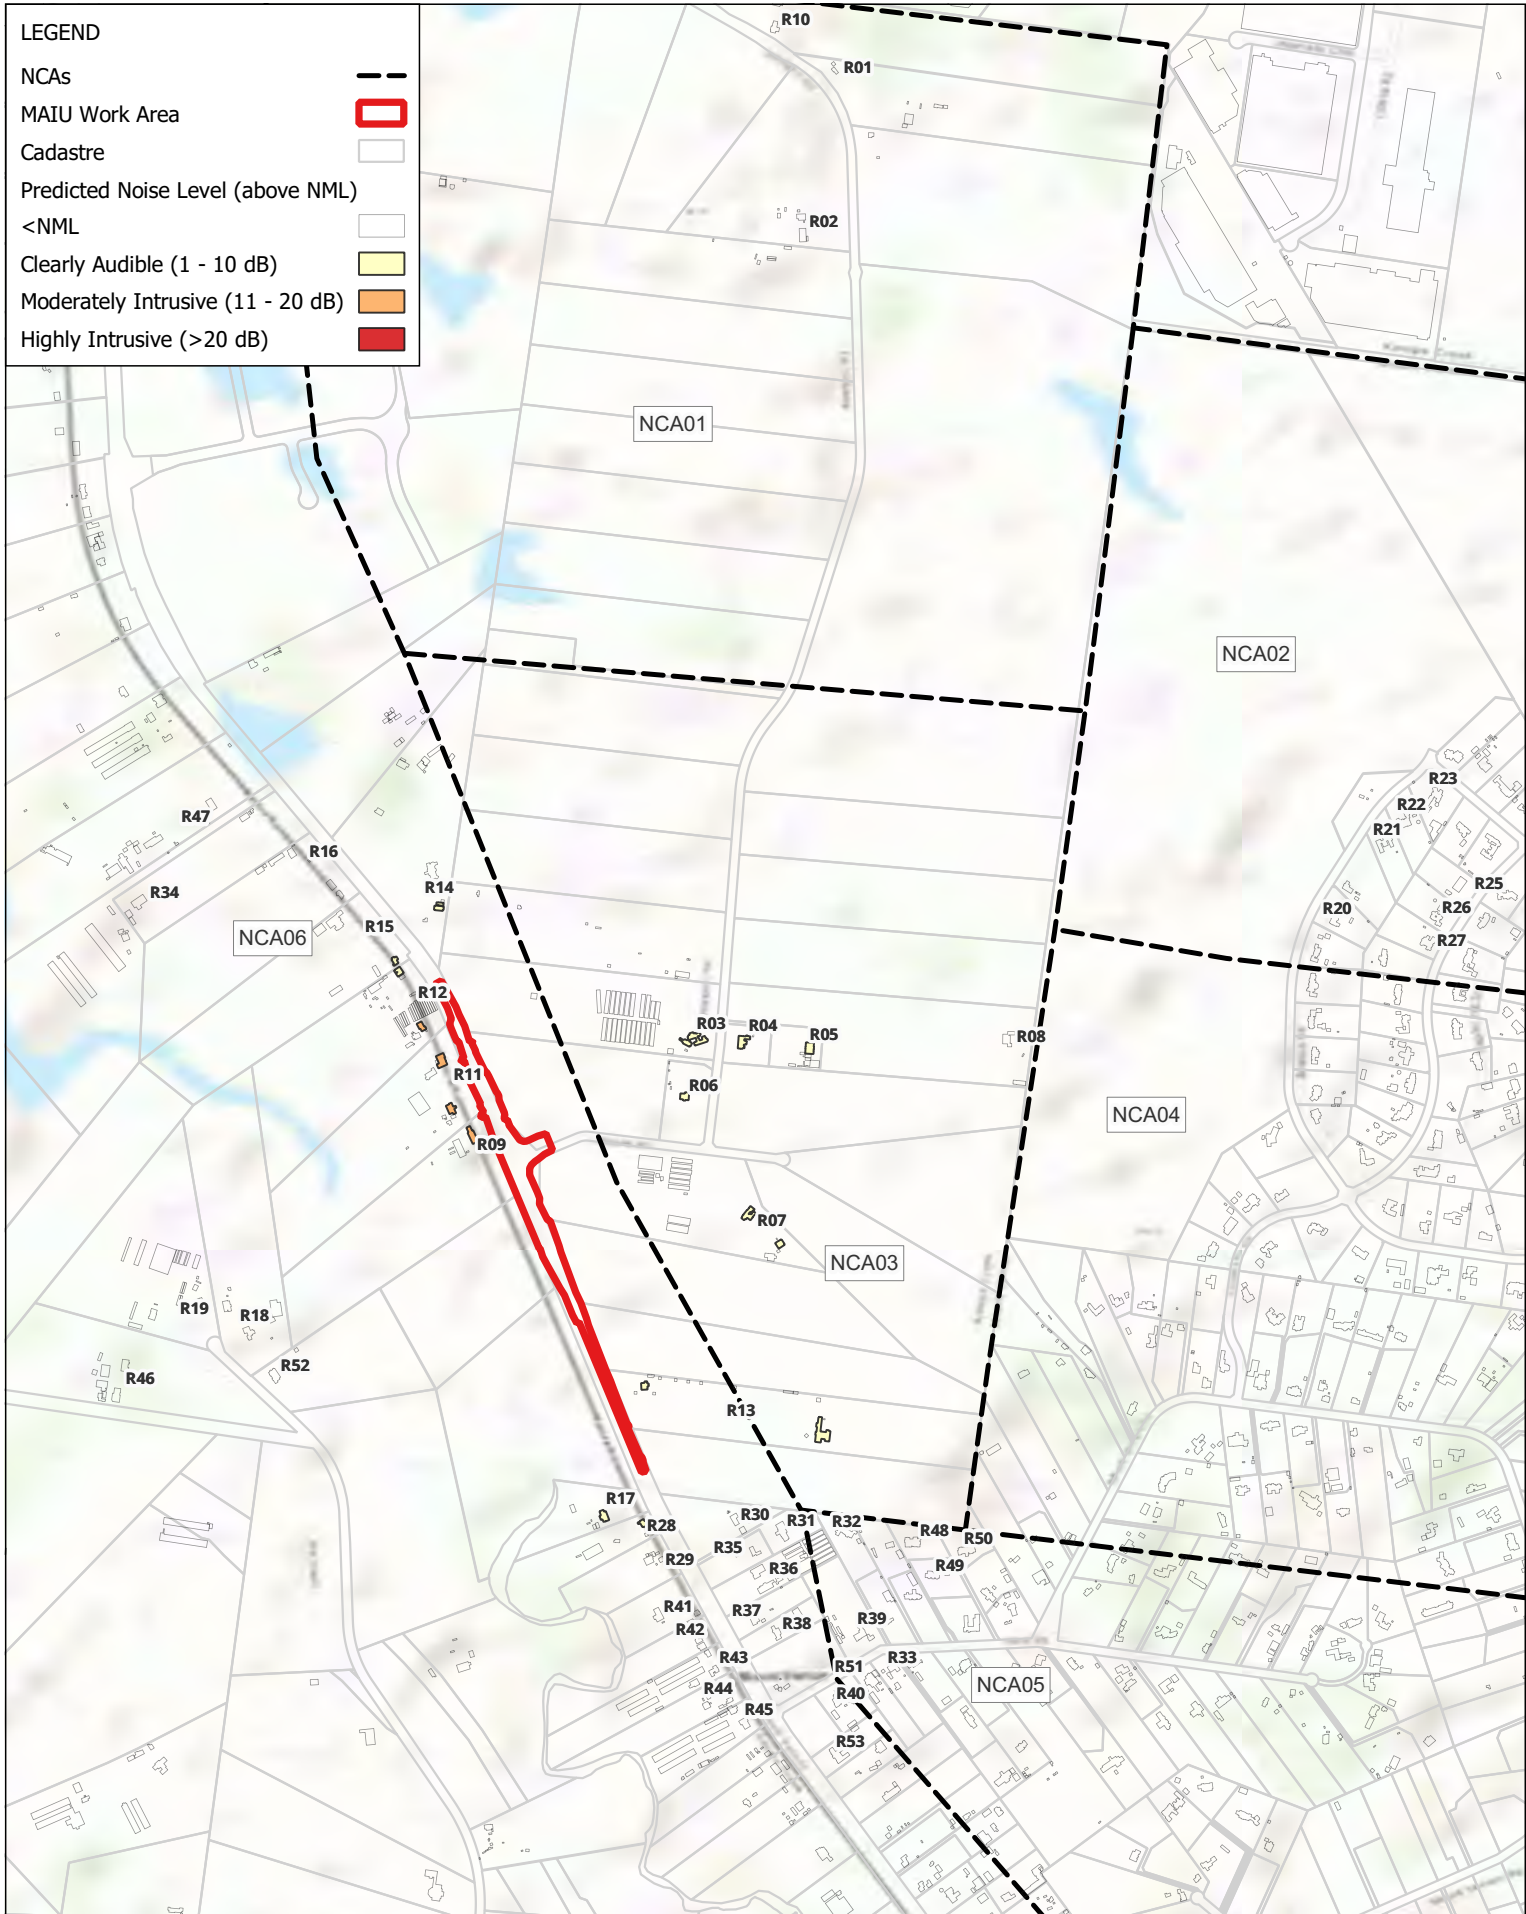 LEGEND
NCAs
MAIU Work Area
Cadastre
Predicted Noise Level (above NML)
<NML
Clearly Audible (1 - 10 dB)
Moderately Intrusive (11 - 20 dB)
Highly Intrusive (>20 dB)
R10
R01
R02
NCA01
NCA02
R23
R22
R21
R47
R16
R14
R34
R25
R20
R26
R27
R15
NCA06
R12
R03
R04
R05
R08
R11
R06
NCA04
R09
R07
NCA03
R19
R18
R52
R46
R13
R17
R28
R30
R31
R32
R48
R50
R35
R29
R36
R49
R41
R37
R38
R39
R42
R43
R51
R33
R44
R40
NCA05
R45
R53